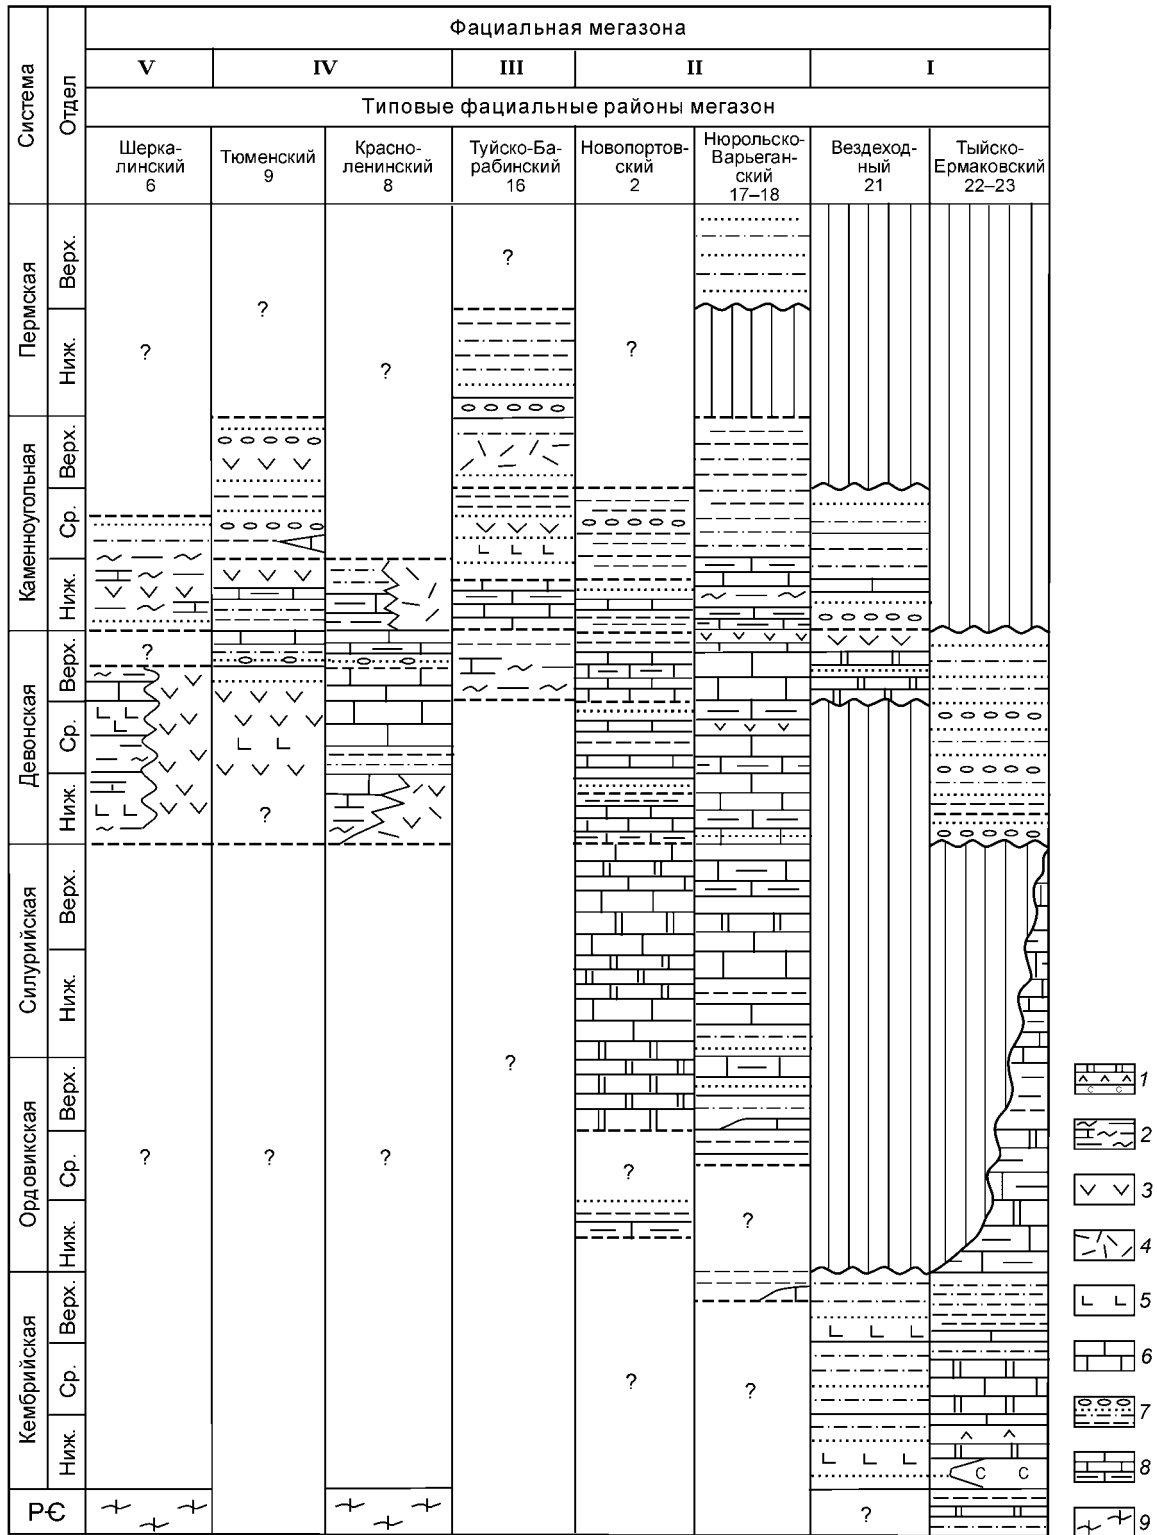 Фациальная мегазона
Система
Отдел
V
IV
III
II
I
Типовые фациальные районы мегазон
Шерка-
линский
6
Тюменский
9
Красно-
ленинский
8
Туйско-Ба-
рабинский
16
Новопортов-
ский
2
Нюрольско-
Варьеган-
ский
17–18
Вездеход-
ный
21
Тыйско-
Ермаковский
22–23
Пермская
Верх.
?
?
Ниж.
?
?
?
Каменноугольная
Верх.
Ср.
Ниж.
Девонская
Верх.
?
Ср.
Ниж.
?
Силурийская
Верх.
Ниж.
Ордовикская
Верх.
?
Ср.
?
?
?
?
Ниж.
?
Кембрийская
Верх.
Ср.
?
?
Ниж.
С С
РЄ
?
1
с с
2
3
4
5
6
7
8
9